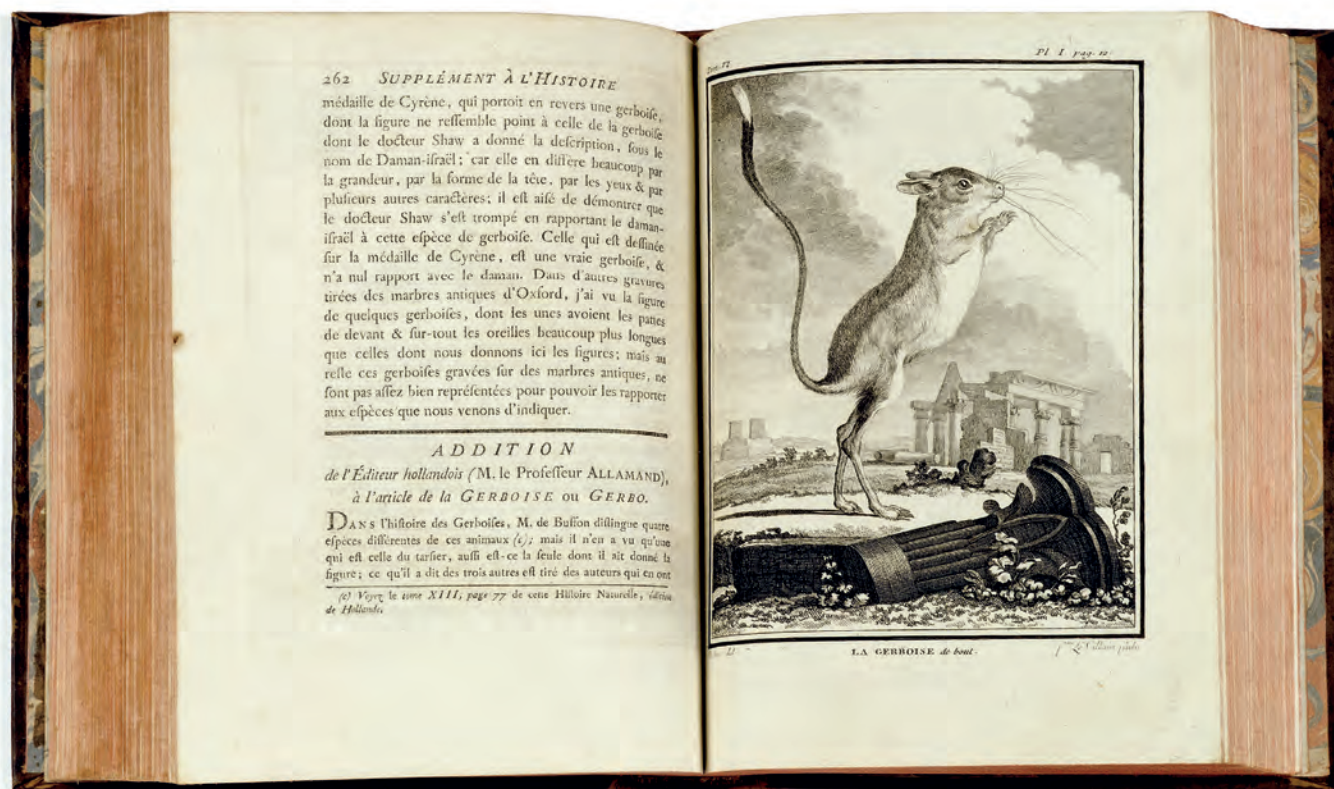 262 SUPPLÉMENT À L'HISTOIRE
médaille de Cyrène, qui portoit en revers une gerboise,
dont la figure ne ressemble point à celle de la gerboise
dont le docteur Shaw a donné la description, sous le
nom de Daman-israël; car elle en diffère beaucoup par
la grandeur, par la forme de la tête, par les yeux & par
plusieurs autres caractères; il est aisé de démontrer que
le docteur Shaw s'est trompé en rapportant le daman-
israël à cette espèce de gerboise. Celle qui est dessinée
sur la médaille de Cyrène, est une vraie gerboise, &
n'a nul rapport avec le daman. Dans d'autres gravures
tirées des marbres antiques d'Oxford, j'ai vu la figure
de quelques gerboises, dont les unes avoient les pattes
de devant & sur-tout les oreilles beaucoup plus longues
que celles dont nous donnons ici les figures; mais au
reste ces gerboises gravées sur des marbres antiques, ne
sont pas assez bien représentées pour pouvoir les rapporter
aux espèces que nous venons d'indiquer.
ADDITION
de l'Éditeur hollandois (M. le Professeur ALLAMAND),
à l'article de la GERBOISE ou GERBO.
DANS l'histoire des Gerboises, M. de Buffon distingue quatre
espèces différentes de ces animaux (c); mais il n'en a vu qu'une
qui est celle du tarsier, aussi est-ce la seule dont il ait donné la
figure; ce qu'il a dit des trois autres est tiré des auteurs qui en ont
(c) Voyez le tome XIII, page 77 de cette Histoire Naturelle, édition
de Hollande.
Pl I pag. 12
LA GERBOISE de bout.